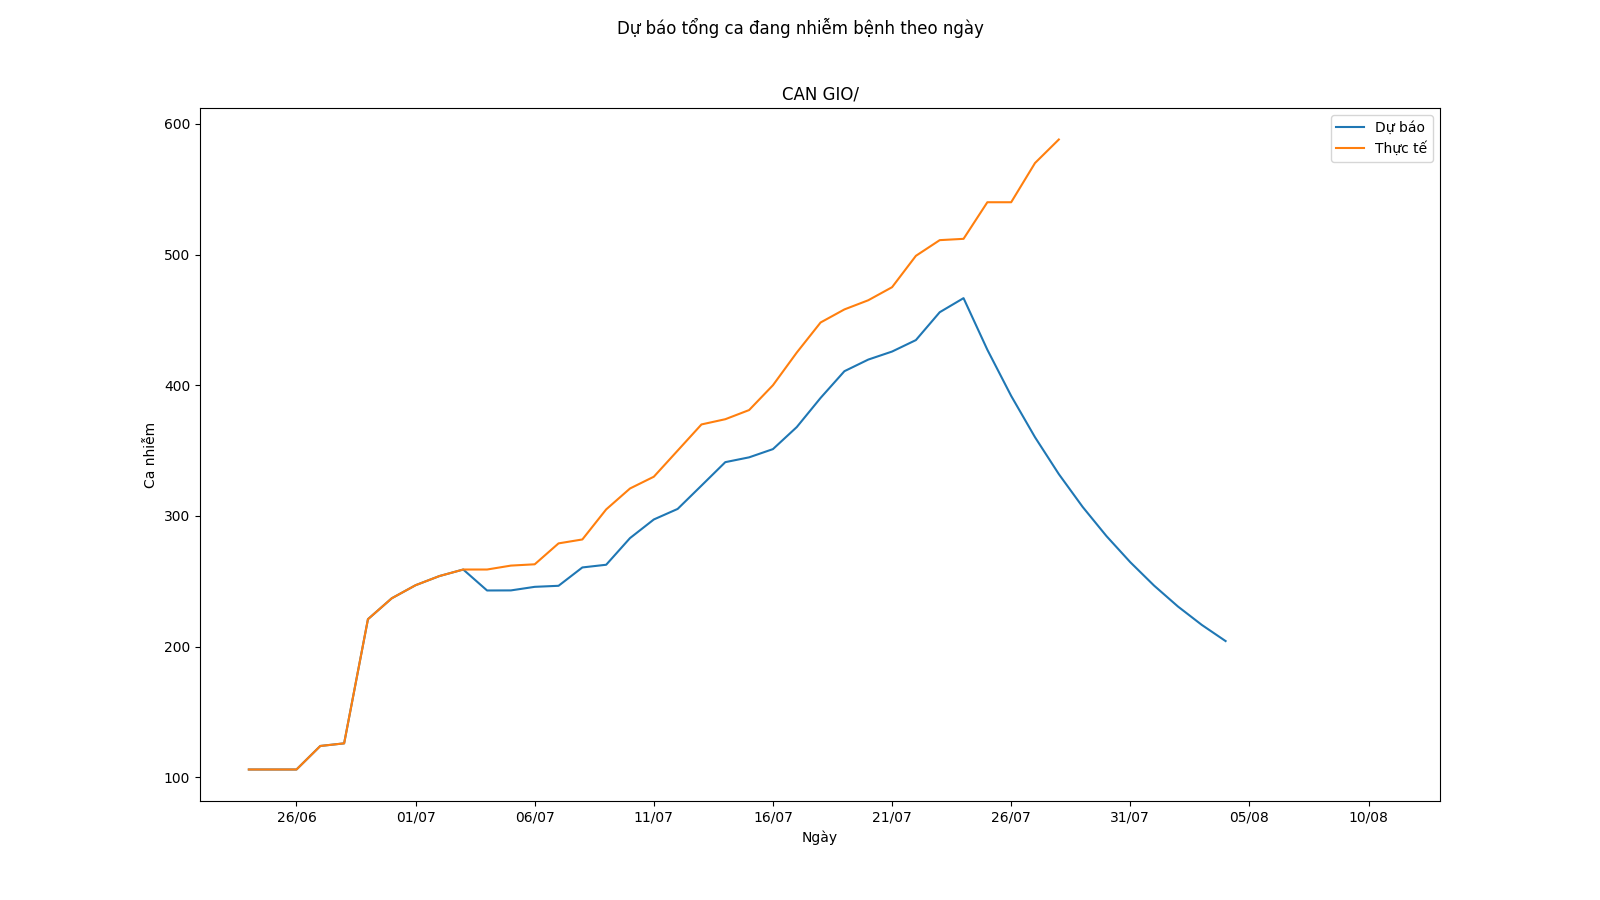 Dự báo tổng ca đang nhiễm bệnh theo ngày
CAN GIO/
600
500
400
300
200
100
Ca nhiễm
Dự báo
Thực tế
26/06 01/07 06/07 11/07 16/07 21/07 26/07 31/07 05/08 10/08
Ngày